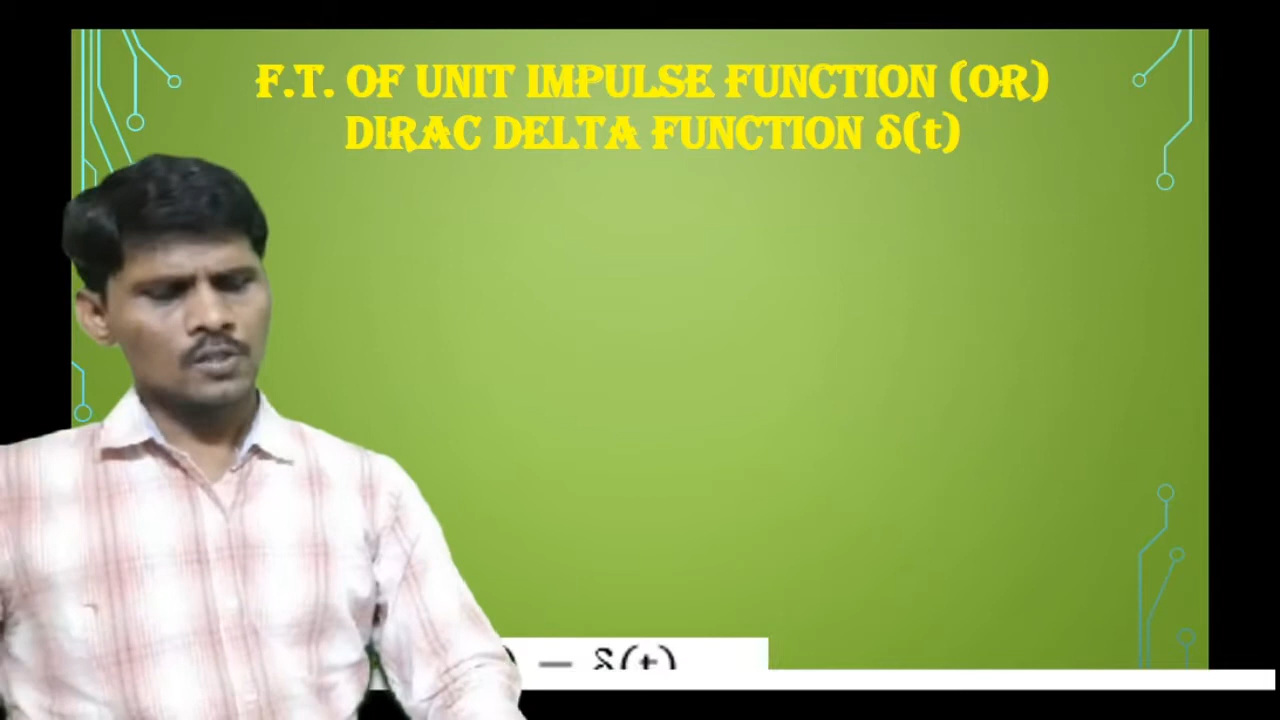 F.T. OF UNIT IMPULSE FUNCTION (OR)
DIRAC DELTA FUNCTION δ(t)
) = δ(t)